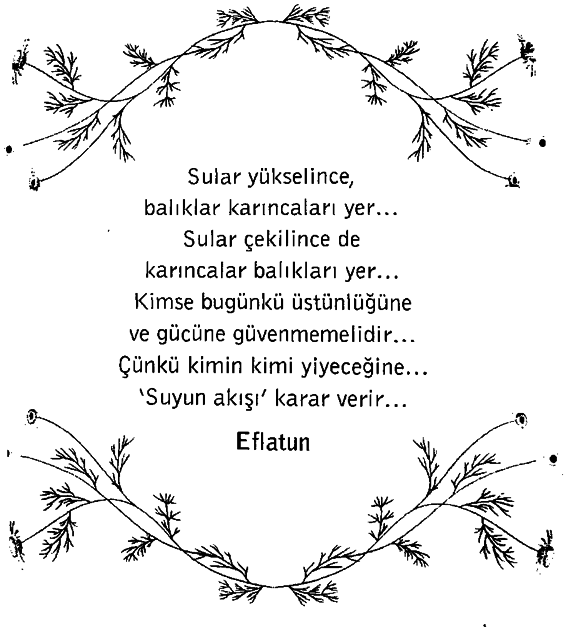 Sular yükselince,
balıklar karıncaları yer...
Sular çekilince de
karıncalar balıkları yer...
Kimse bugünkü üstünlüğüne
ve gücüne güvenmemelidir...
Çünkü kimin kimi yiyeceğine...
‘Suyun akışı’ karar verir...
Eflatun